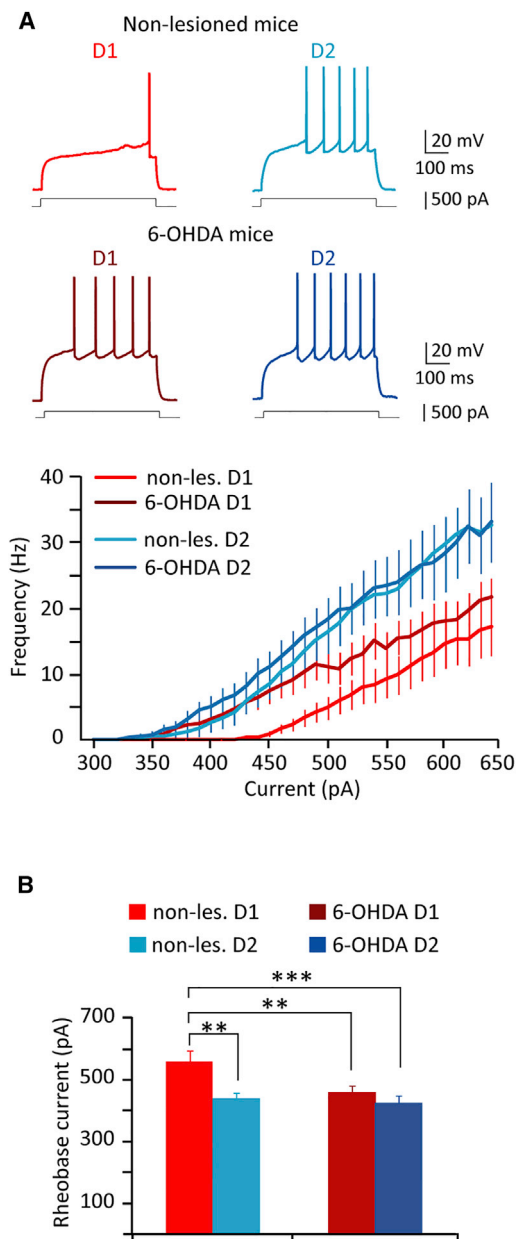 A
Non-lesioned mice
D1 D2
20 mV
100 ms
500 pA
6-OHDA mice
D1 D2
20 mV
100 ms
500 pA
40
30
20
10
0
Frequency (Hz)
non-les. D1
6-OHDA D1
non-les. D2
6-OHDA D2
300 350 400 450 500 550 600 650
Current (pA)
B
non-les. D1 6-OHDA D1
non-les. D2 6-OHDA D2
***
**
**
700
500
300
100
Rheobase current (pA)